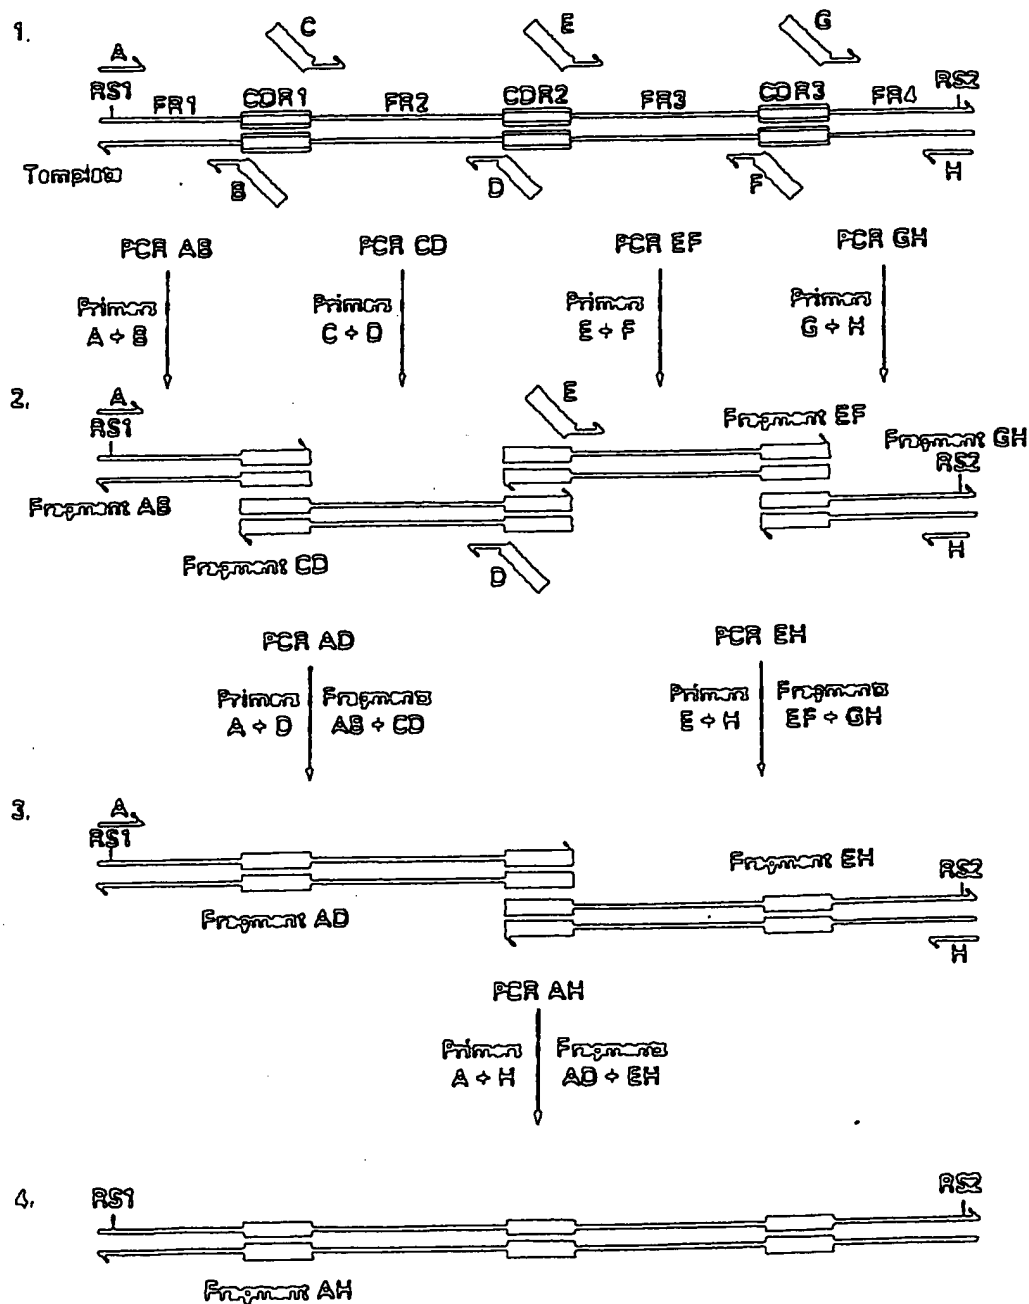 1.
A C E G
RS1 FR1 CDR1 FR2 CDR2 FR3 CDR3 FR4 RS2
Template
B D F H
PCR AB PCR CD PCR EF PCR GH
Primers Primers Primers Primers
A + B C + D E + F G + H
2.
A E
RS1 Fragment EF Fragment GH
RS2
Fragment AB
Fragment CD D H
PCR AD PCR EH
Primers Fragments Primers Fragments
A + D AB + CD E + H EF + GH
3.
A
RS1 Fragment EH RS2
Fragment AD H
PCR AH
Primers Fragments
A + H AD + EH
4.
RS1 RS2
Fragment AH